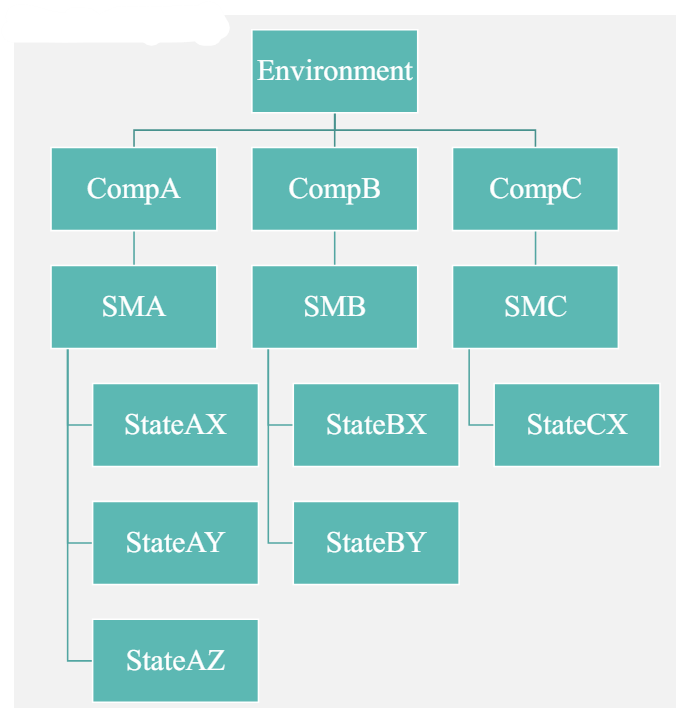 Environment
CompA
CompB
CompC
SMA
SMB
SMC
StateAX
StateBX
StateCX
StateAY
StateBY
StateAZ